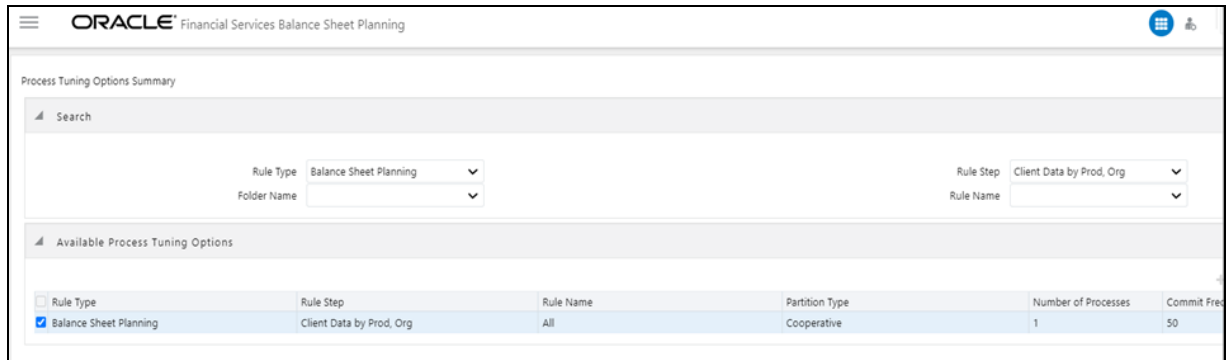 ORACLE® Financial Services Balance Sheet Planning
Process Tuning Options Summary
Search
Rule Type Balance Sheet Planning Rule Step Client Data by Prod, Org
Folder Name Rule Name
Available Process Tuning Options
Rule Type Rule Step Rule Name Partition Type Number of Processes Commit Freq
Balance Sheet Planning Client Data by Prod, Org All Cooperative 1 50